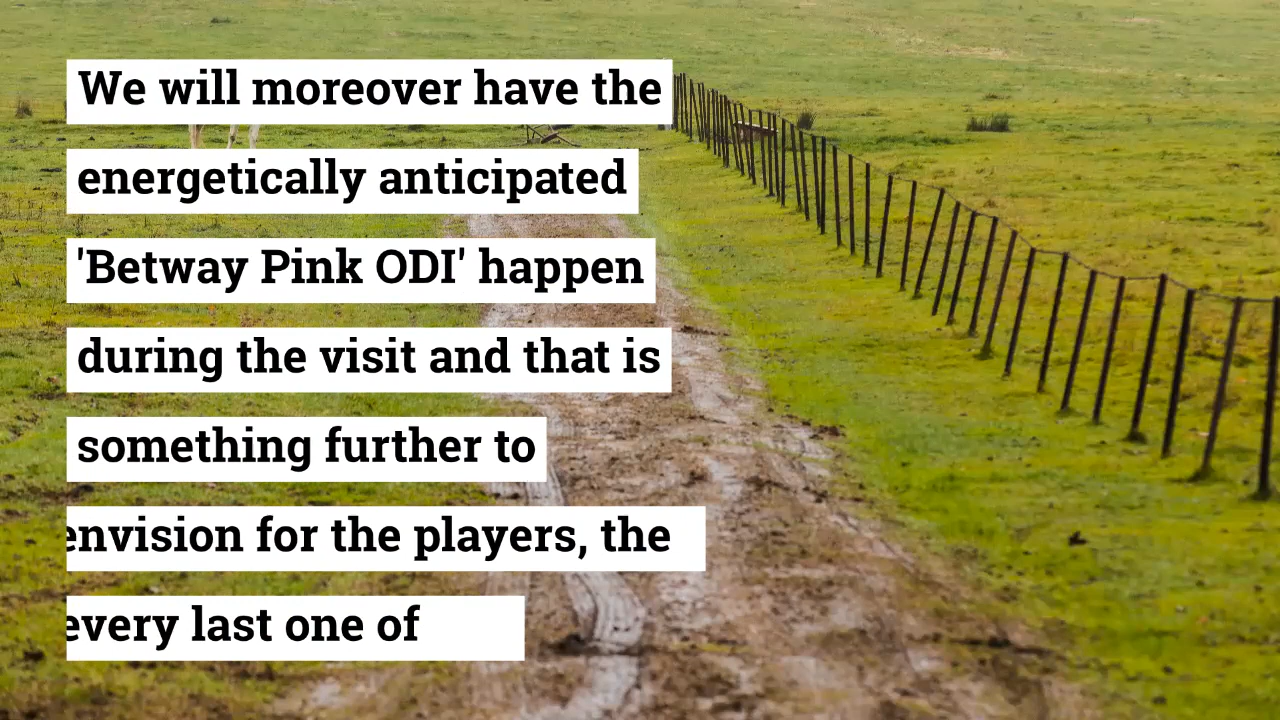 We will moreover have the
energetically anticipated
'Betway Pink ODI' happen
during the visit and that is
something further to
envision for the players, the
every last one of